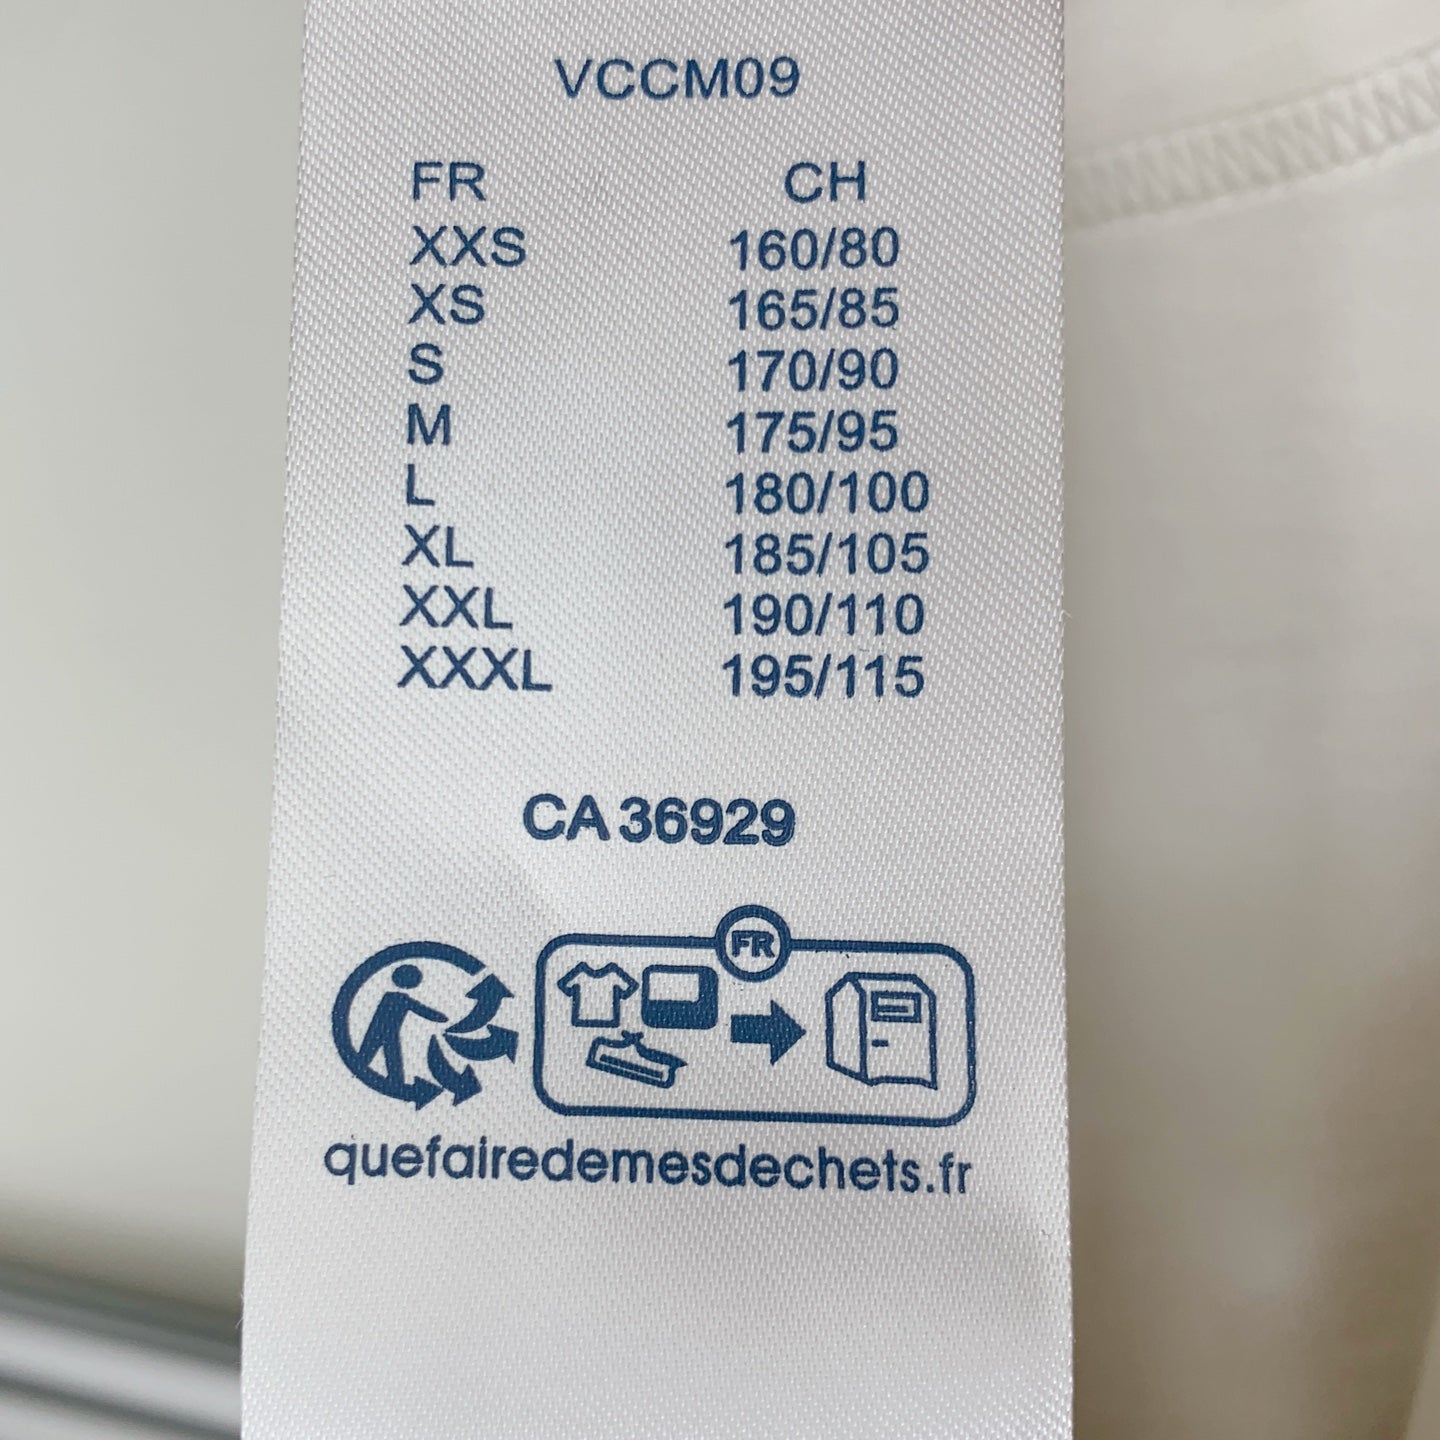 VCCM09
FR CH
XXS 160/80
XS 165/85
S 170/90
M 175/95
L 180/100
XL 185/105
XXL 190/110
XXXL 195/115
CA 36929
FR
quefairedemesdechets.fr